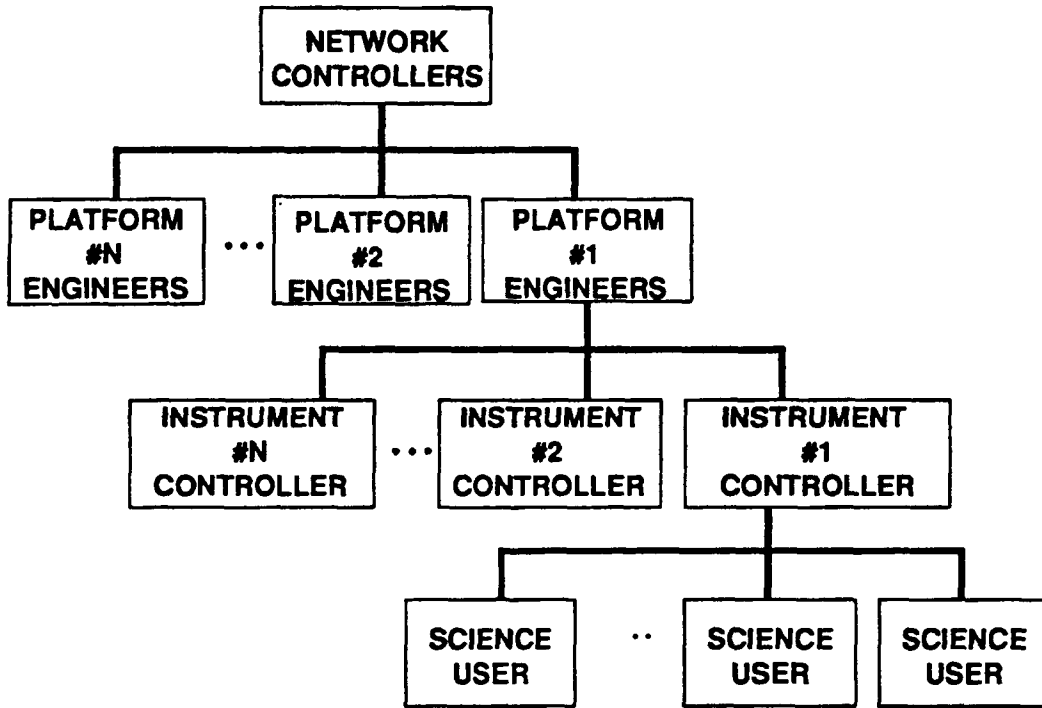 NETWORK
CONTROLLERS
PLATFORM
#N
ENGINEERS
...
PLATFORM
#2
ENGINEERS
PLATFORM
#1
ENGINEERS
INSTRUMENT
#N
CONTROLLER
...
INSTRUMENT
#2
CONTROLLER
INSTRUMENT
#1
CONTROLLER
SCIENCE
USER
..
SCIENCE
USER
SCIENCE
USER